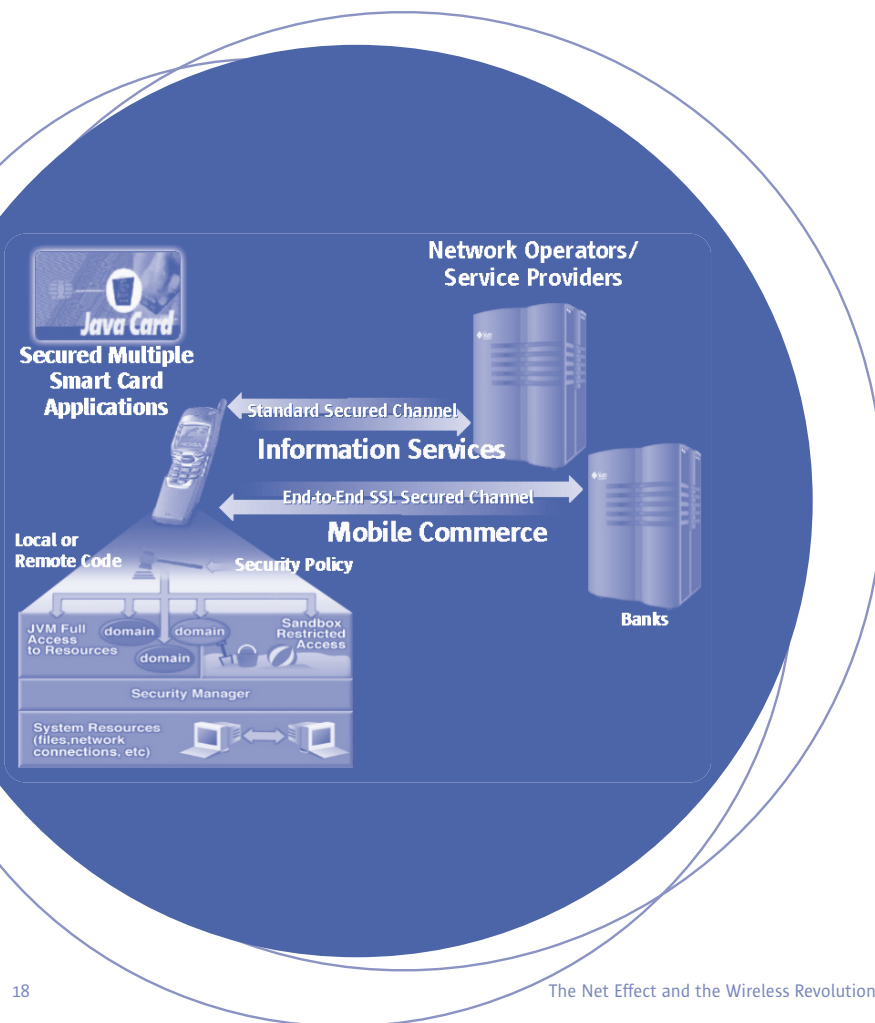 Network Operators/
Service Providers
Java Card
Secured Multiple
Smart Card
Applications
Standard Secured Channel
Information Services
End-to-End SSL Secured Channel
Mobile Commerce
Local or
Remote Code
Security Policy
Banks
JVM Full
Access
to Resources
domain
domain
domain
Sandbox
Restricted
Access
Security Manager
System Resources
(files,network
connections, etc)
18
The Net Effect and the Wireless Revolution